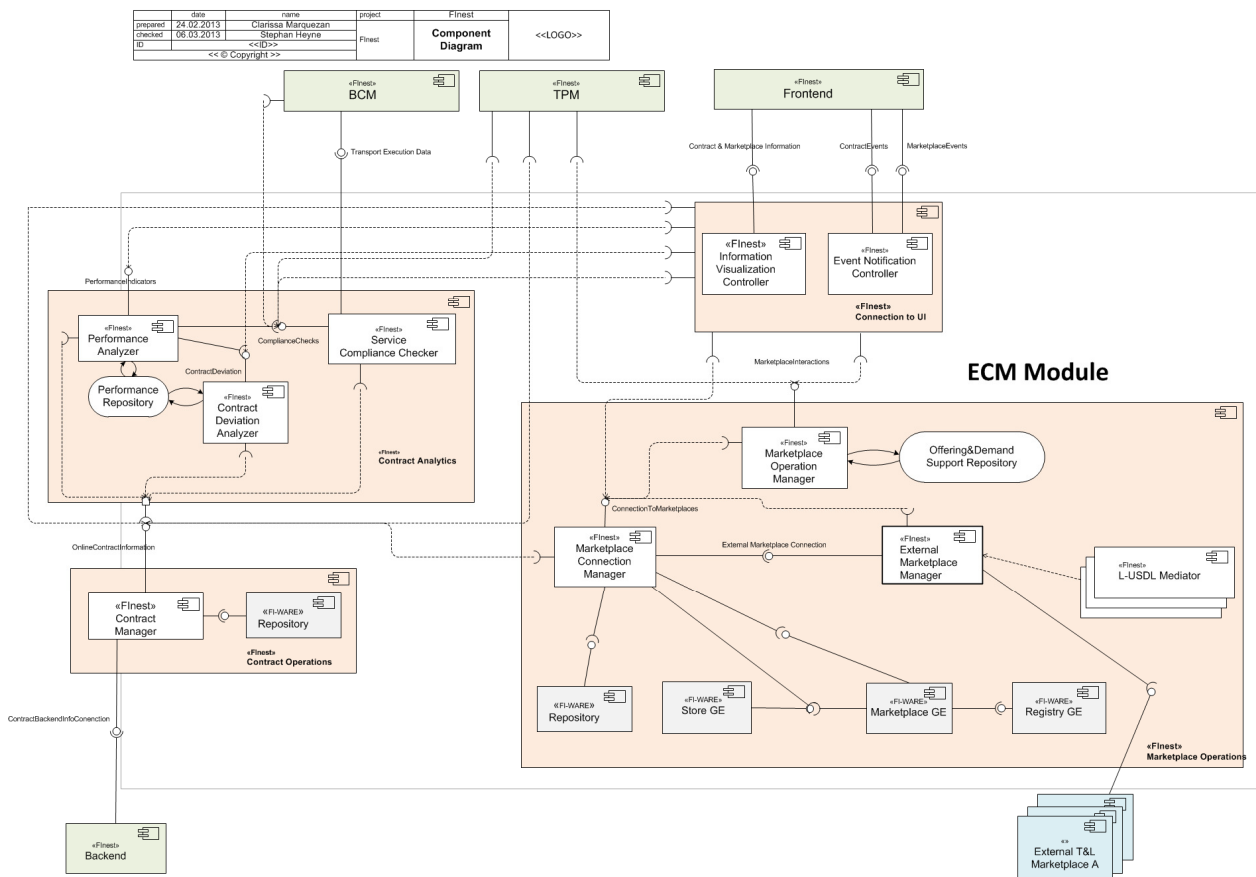 date name project FInest
prepared 24.02.2013 Clarissa Marquezan
checked 06.03.2013 Stephan Heyne
FInest
Component
Diagram
<<LOGO>>
ID <<ID>>
<< © Copyright >>
«FInest»
BCM
«FInest»
TPM
«FInest»
Frontend
Transport Execution Data
Contract & Marketplace Information
ContractEvents
MarketplaceEvents
«FInest»
Information
Visualization
Controller
«FInest»
Event Notification
Controller
«FInest»
Connection to UI
PerformanceIndicators
«FInest»
Performance
Analyzer
ComplianceChecks
«FInest»
Service
Compliance Checker
ContractDeviation
Performance
Repository
«FInest»
Contract
Deviation
Analyzer
«FInest»
Contract Analytics
MarketplaceInteractions
ECM Module
«FInest»
Marketplace
Operation
Manager
Offering&Demand
Support Repository
ConnectionToMarketplaces
OnlineContractInformation
«FInest»
Marketplace
Connection
Manager
External Marketplace Connection
«FInest»
External
Marketplace
Manager
«FInest»
L-USDL Mediator
«FInest»
Contract
Manager
«FI-WARE»
Repository
«FInest»
Contract Operations
«FI-WARE»
Repository
«FI-WARE»
Store GE
«FI-WARE»
Marketplace GE
«FI-WARE»
Registry GE
ContractBackendInfoConenction
«FInest»
Marketplace Operations
«FInest»
Backend
«»
External T&L
Marketplace A